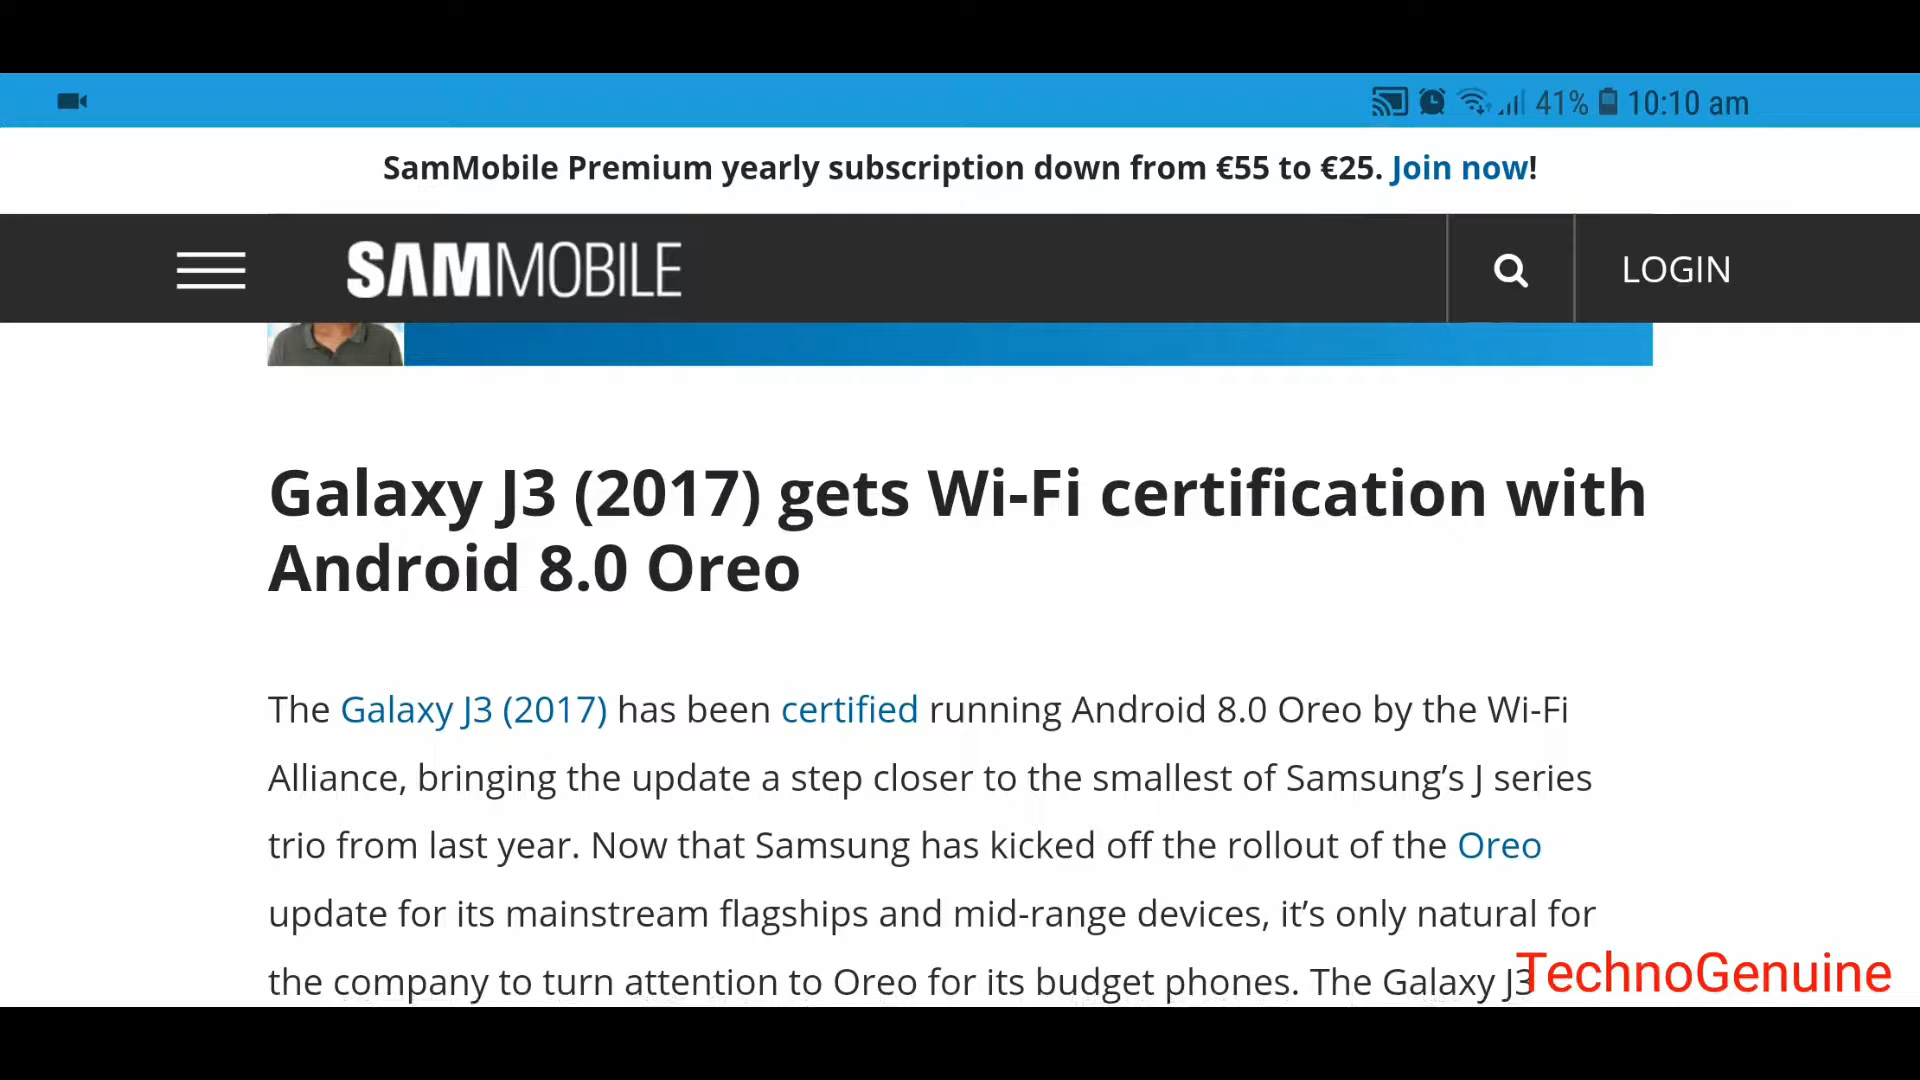 41% 10:10 am
SamMobile Premium yearly subscription down from €55 to €25. Join now!
SAMMOBILE
LOGIN
Galaxy J3 (2017) gets Wi-Fi certification with
Android 8.0 Oreo
The Galaxy J3 (2017) has been certified running Android 8.0 Oreo by the Wi-Fi
Alliance, bringing the update a step closer to the smallest of Samsung’s J series
trio from last year. Now that Samsung has kicked off the rollout of the Oreo
update for its mainstream flagships and mid-range devices, it’s only natural for
the company to turn attention to Oreo for its budget phones. The Galaxy J3
TechnoGenuine